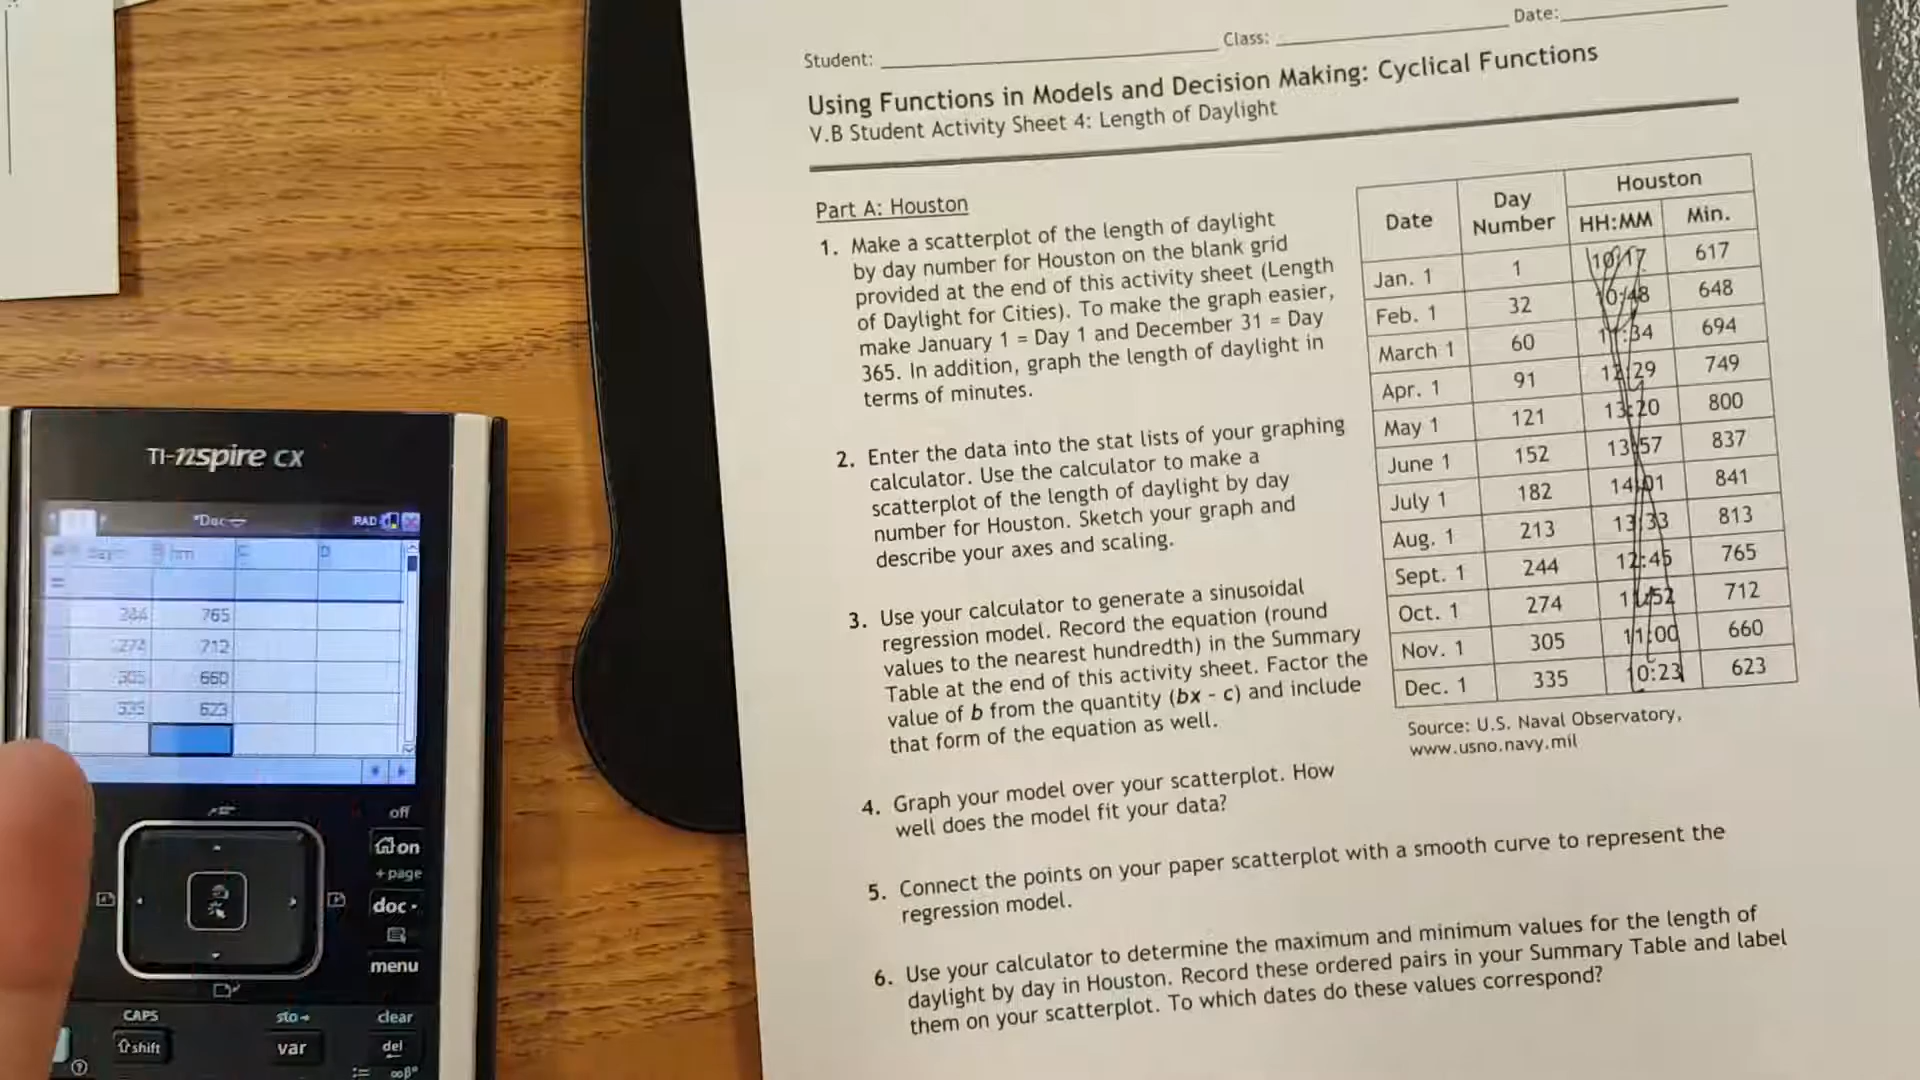 Student:
Class:
Date:
Using Functions in Models and Decision Making: Cyclical Functions
V.B Student Activity Sheet 4: Length of Daylight
Part A: Houston
1. Make a scatterplot of the length of daylight
by day number for Houston on the blank grid
provided at the end of this activity sheet (Length
of Daylight for Cities). To make the graph easier,
make January 1 = Day 1 and December 31 = Day
365. In addition, graph the length of daylight in
terms of minutes.
2. Enter the data into the stat lists of your graphing
calculator. Use the calculator to make a
scatterplot of the length of daylight by day
number for Houston. Sketch your graph and
describe your axes and scaling.
3. Use your calculator to generate a sinusoidal
regression model. Record the equation (round
values to the nearest hundredth) in the Summary
Table at the end of this activity sheet. Factor the
value of b from the quantity (bx - c) and include
that form of the equation as well.
4. Graph your model over your scatterplot. How
well does the model fit your data?
5. Connect the points on your paper scatterplot with a smooth curve to represent the
regression model.
6. Use your calculator to determine the maximum and minimum values for the length of
daylight by day in Houston. Record these ordered pairs in your Summary Table and label
them on your scatterplot. To which dates do these values correspond?
Date Day Number Houston
HH:MM Min.
Jan. 1 1 10:17 617
Feb. 1 32 10:48 648
March 1 60 11:34 694
Apr. 1 91 12:29 749
May 1 121 13:20 800
June 1 152 13:57 837
July 1 182 14:01 841
Aug. 1 213 13:33 813
Sept. 1 244 12:45 765
Oct. 1 274 11:52 712
Nov. 1 305 11:00 660
Dec. 1 335 10:23 623
Source: U.S. Naval Observatory,
www.usno.navy.mil
TI-nspire CX
*Doc RAD
B hm C D
=
244 765
274 712
305 660
335 623
off
on
+page
doc
menu
CAPS sto→ clear
shift var del